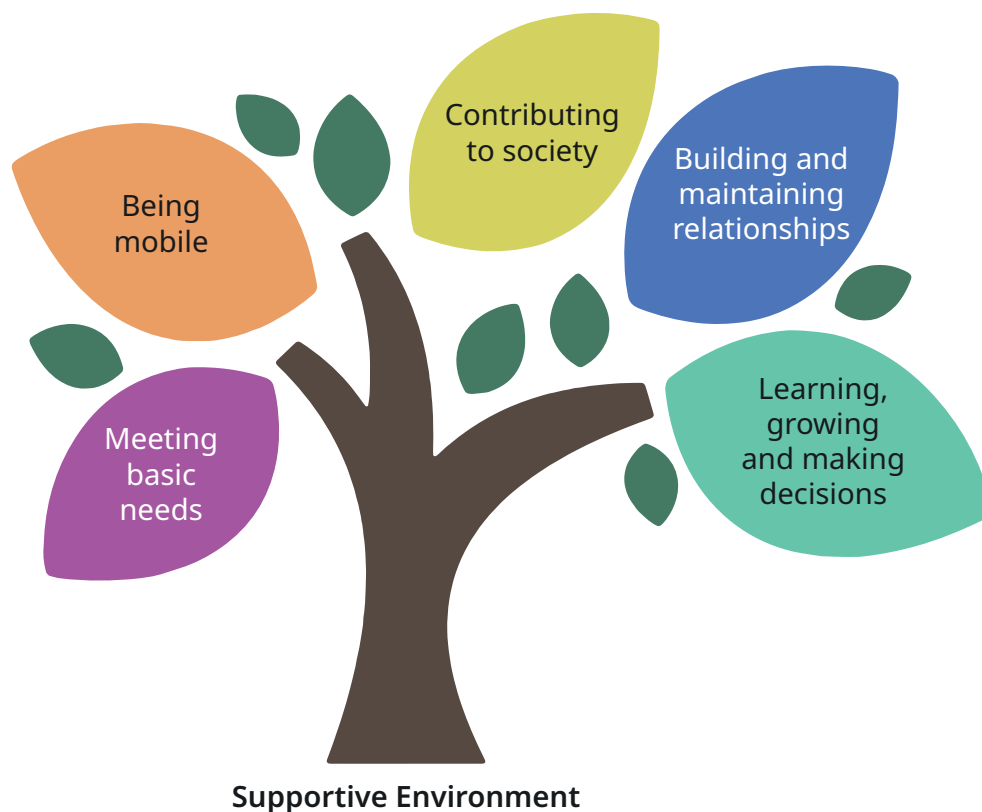 Contributing
to society
Building and
maintaining
relationships
Being
mobile
Learning,
growing
and making
decisions
Meeting
basic
needs
Supportive Environment